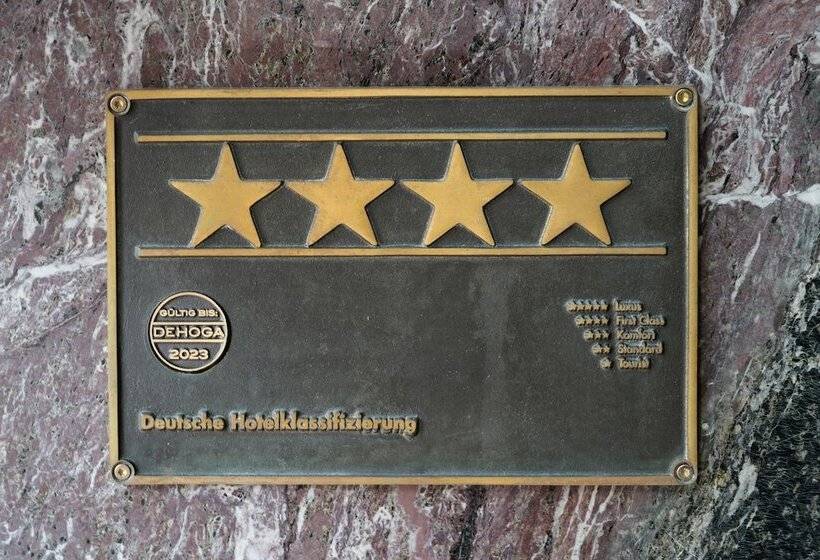 GÜLTIG BIS:
DEHOGA
2023
Luxus
First Class
Komfort
Standard
Tourist
Deutsche Hotelklassifizierung